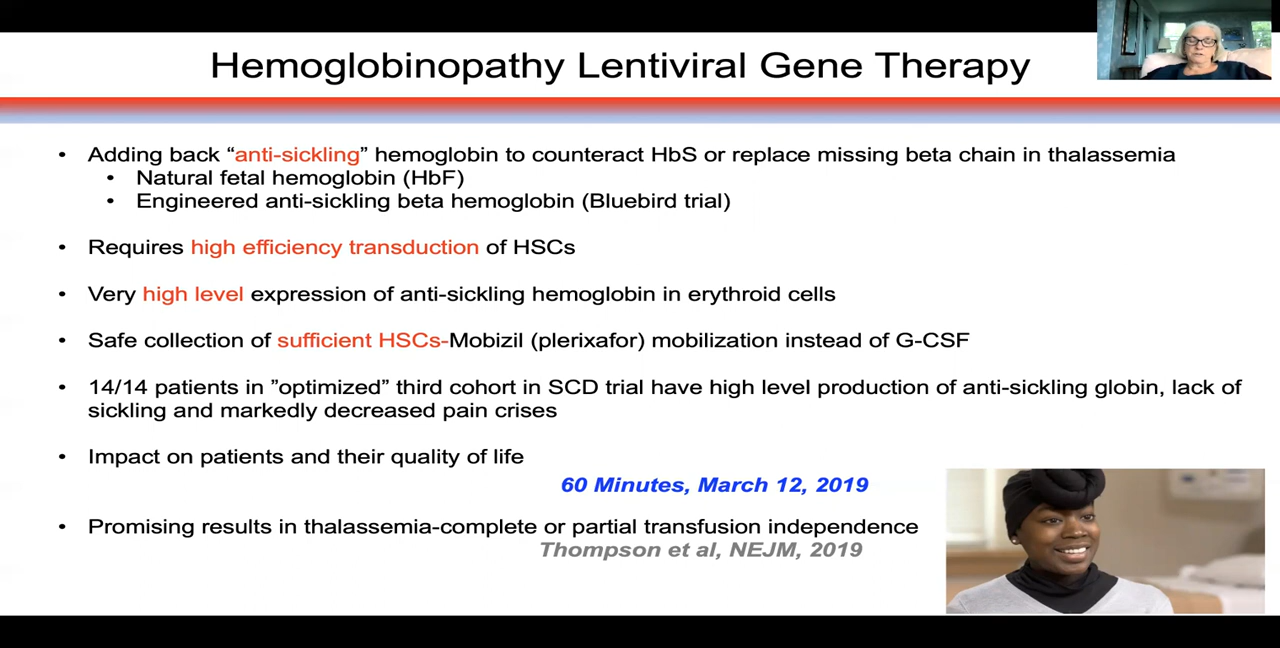 Hemoglobinopathy Lentiviral Gene Therapy
• Adding back “anti-sickling” hemoglobin to counteract HbS or replace missing beta chain in thalassemia
• Natural fetal hemoglobin (HbF)
• Engineered anti-sickling beta hemoglobin (Bluebird trial)
• Requires high efficiency transduction of HSCs
• Very high level expression of anti-sickling hemoglobin in erythroid cells
• Safe collection of sufficient HSCs-Mobizil (plerixafor) mobilization instead of G-CSF
• 14/14 patients in ”optimized” third cohort in SCD trial have high level production of anti-sickling globin, lack of
sickling and markedly decreased pain crises
• Impact on patients and their quality of life
60 Minutes, March 12, 2019
• Promising results in thalassemia-complete or partial transfusion independence
Thompson et al, NEJM, 2019